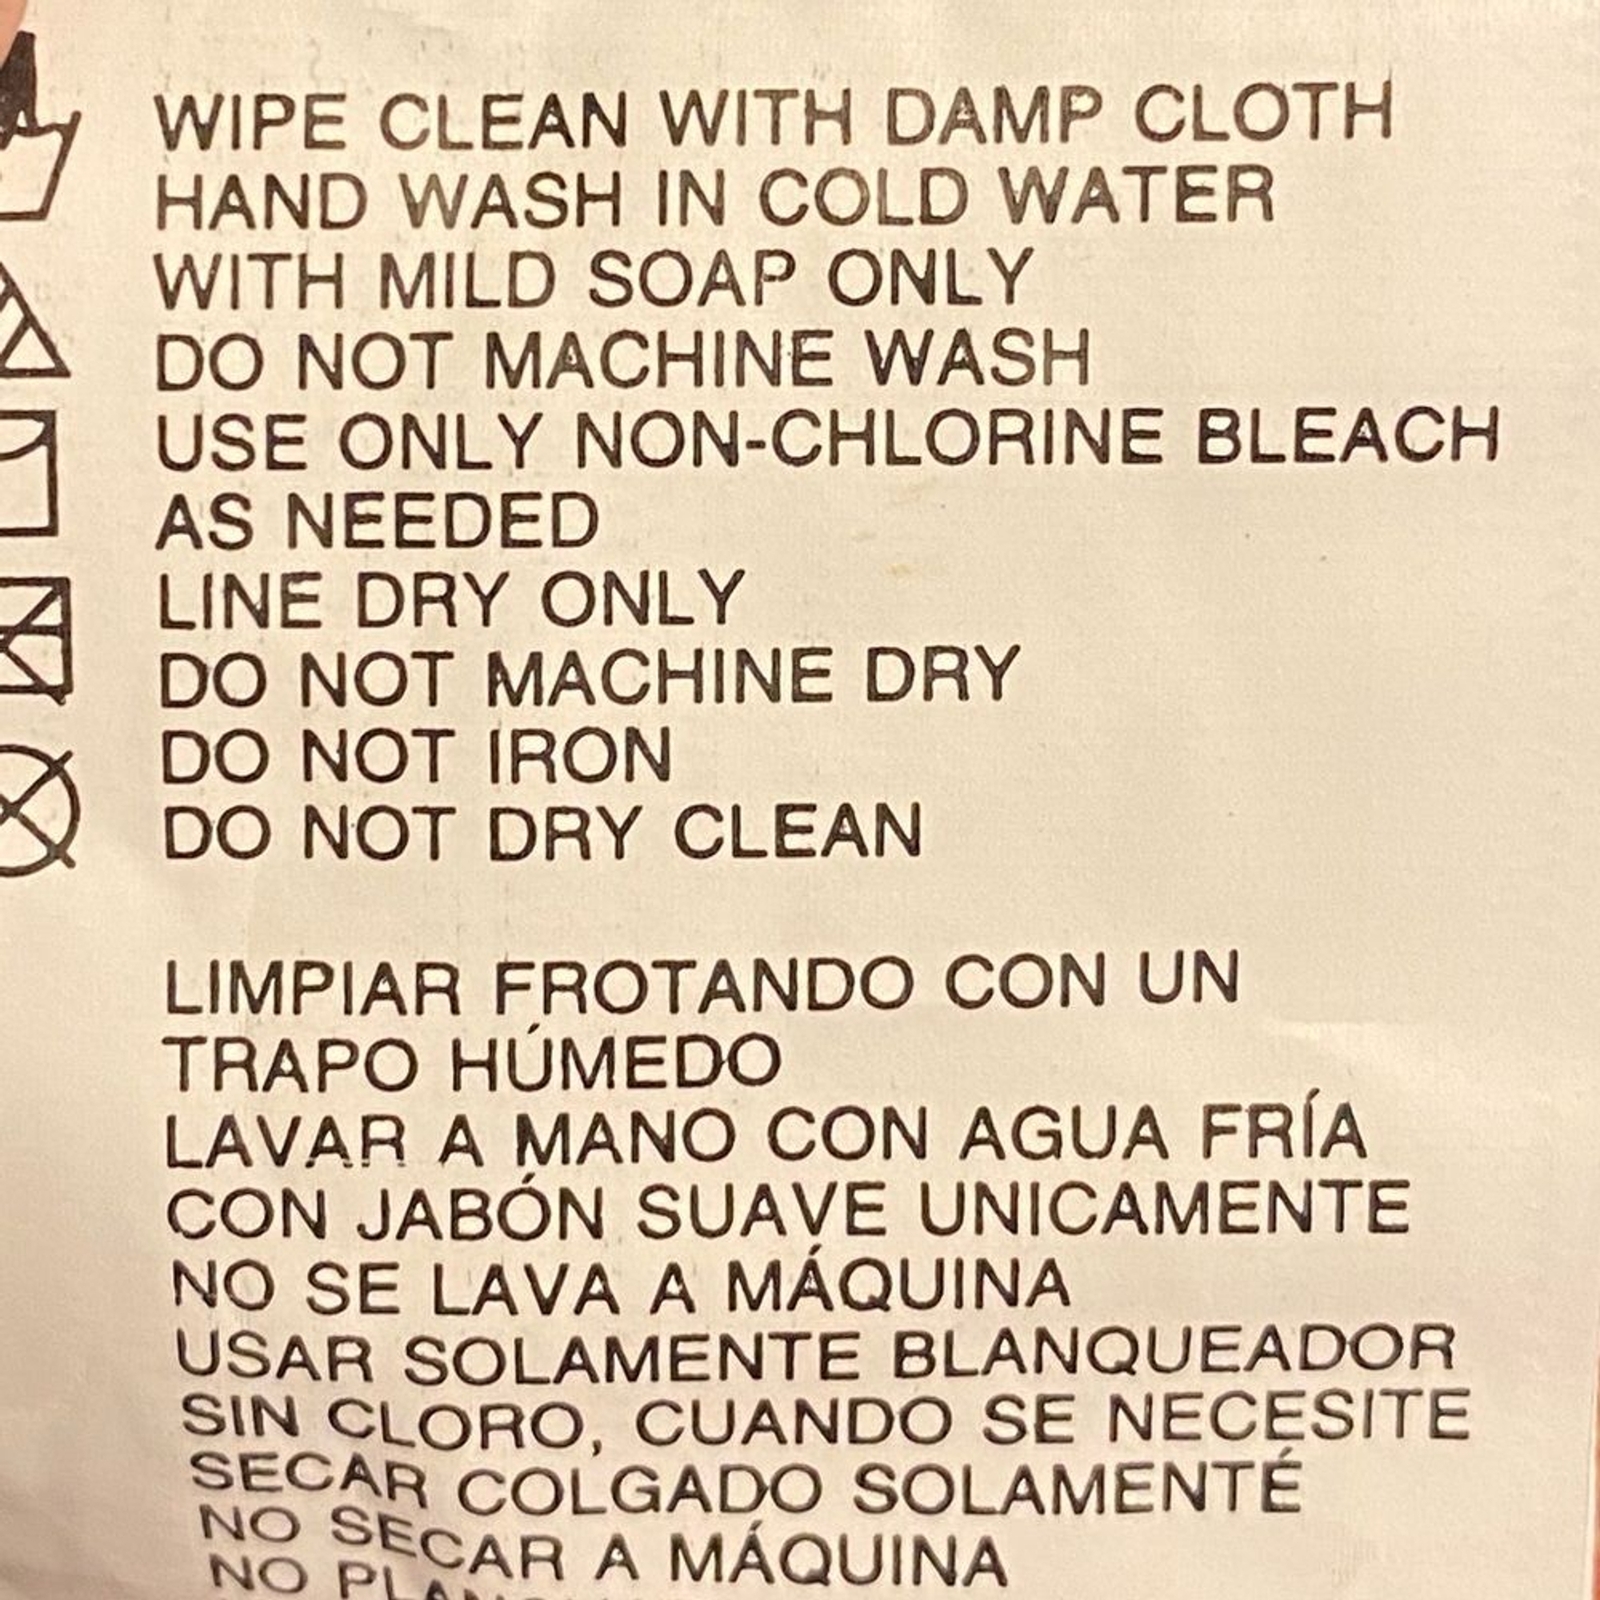 WIPE CLEAN WITH DAMP CLOTH
HAND WASH IN COLD WATER
WITH MILD SOAP ONLY
DO NOT MACHINE WASH
USE ONLY NON-CHLORINE BLEACH
AS NEEDED
LINE DRY ONLY
DO NOT MACHINE DRY
DO NOT IRON
DO NOT DRY CLEAN
LIMPIAR FROTANDO CON UN
TRAPO HÚMEDO
LAVAR A MANO CON AGUA FRÍA
CON JABÓN SUAVE UNICAMENTE
NO SE LAVA A MÁQUINA
USAR SOLAMENTE BLANQUEADOR
SIN CLORO, CUANDO SE NECESITE
SECAR COLGADO SOLAMENTÉ
NO SECAR A MÁQUINA
NO